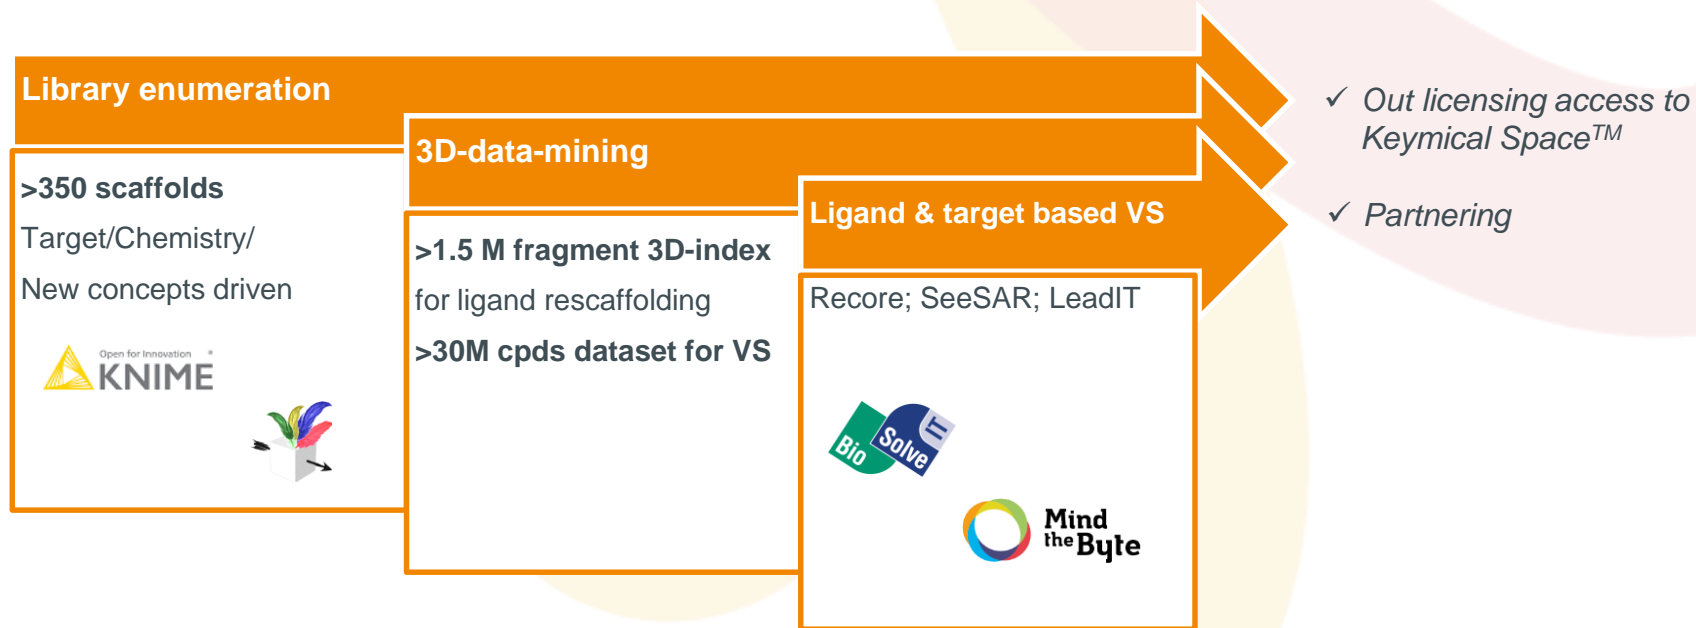 Library enumeration
>350 scaffolds
Target/Chemistry/
New concepts driven
Open for Innovation
KNIME
3D-data-mining
>1.5 M fragment 3D-index
for ligand rescaffolding
>30M cpds dataset for VS
Ligand & target based VS
Recore; SeeSAR; LeadIT
Bio
Solve
IT
Mind
the Byte
✓ Out licensing access to
Keymical Space™
✓ Partnering